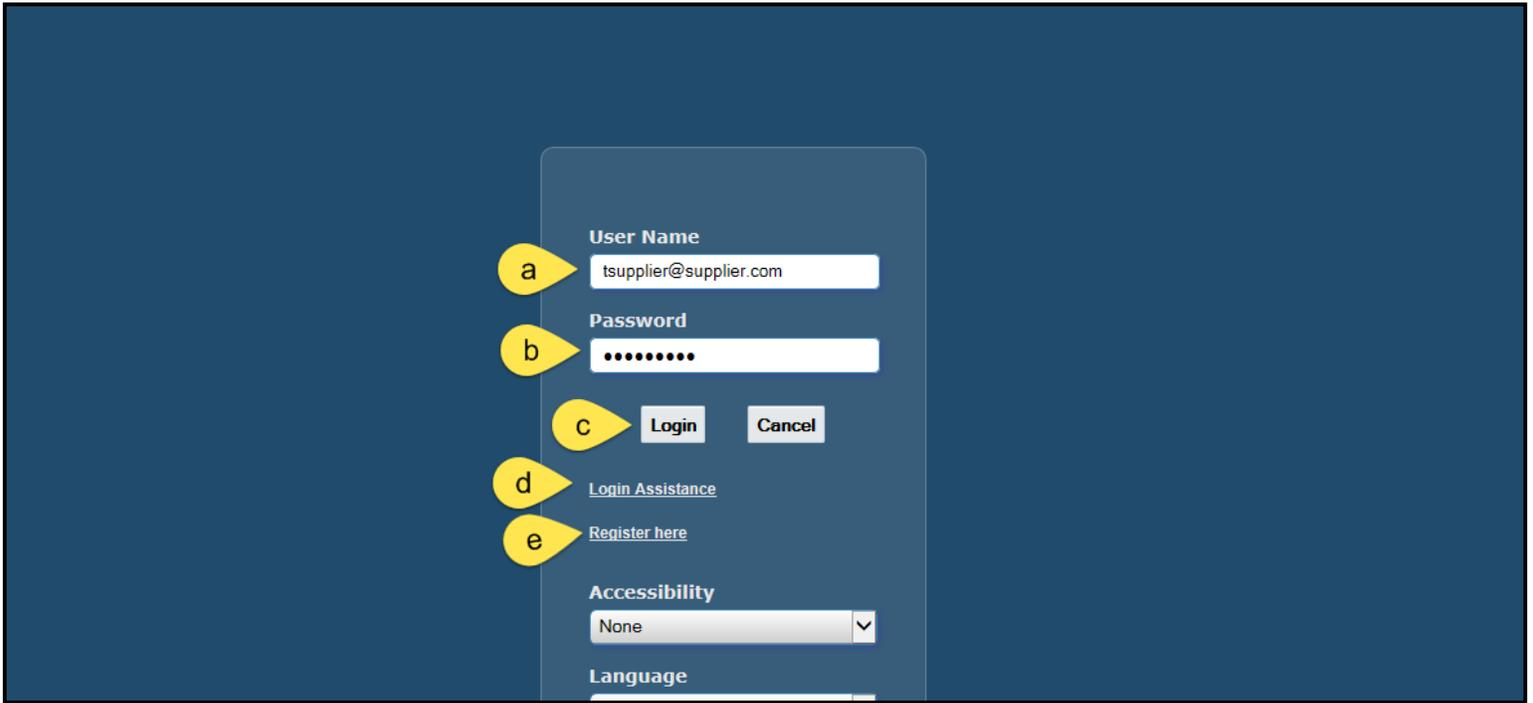 User Name
a
tsupplier@supplier.com
Password
b
•••••••••
c
Login
Cancel
d
Login Assistance
e
Register here
Accessibility
None
Language